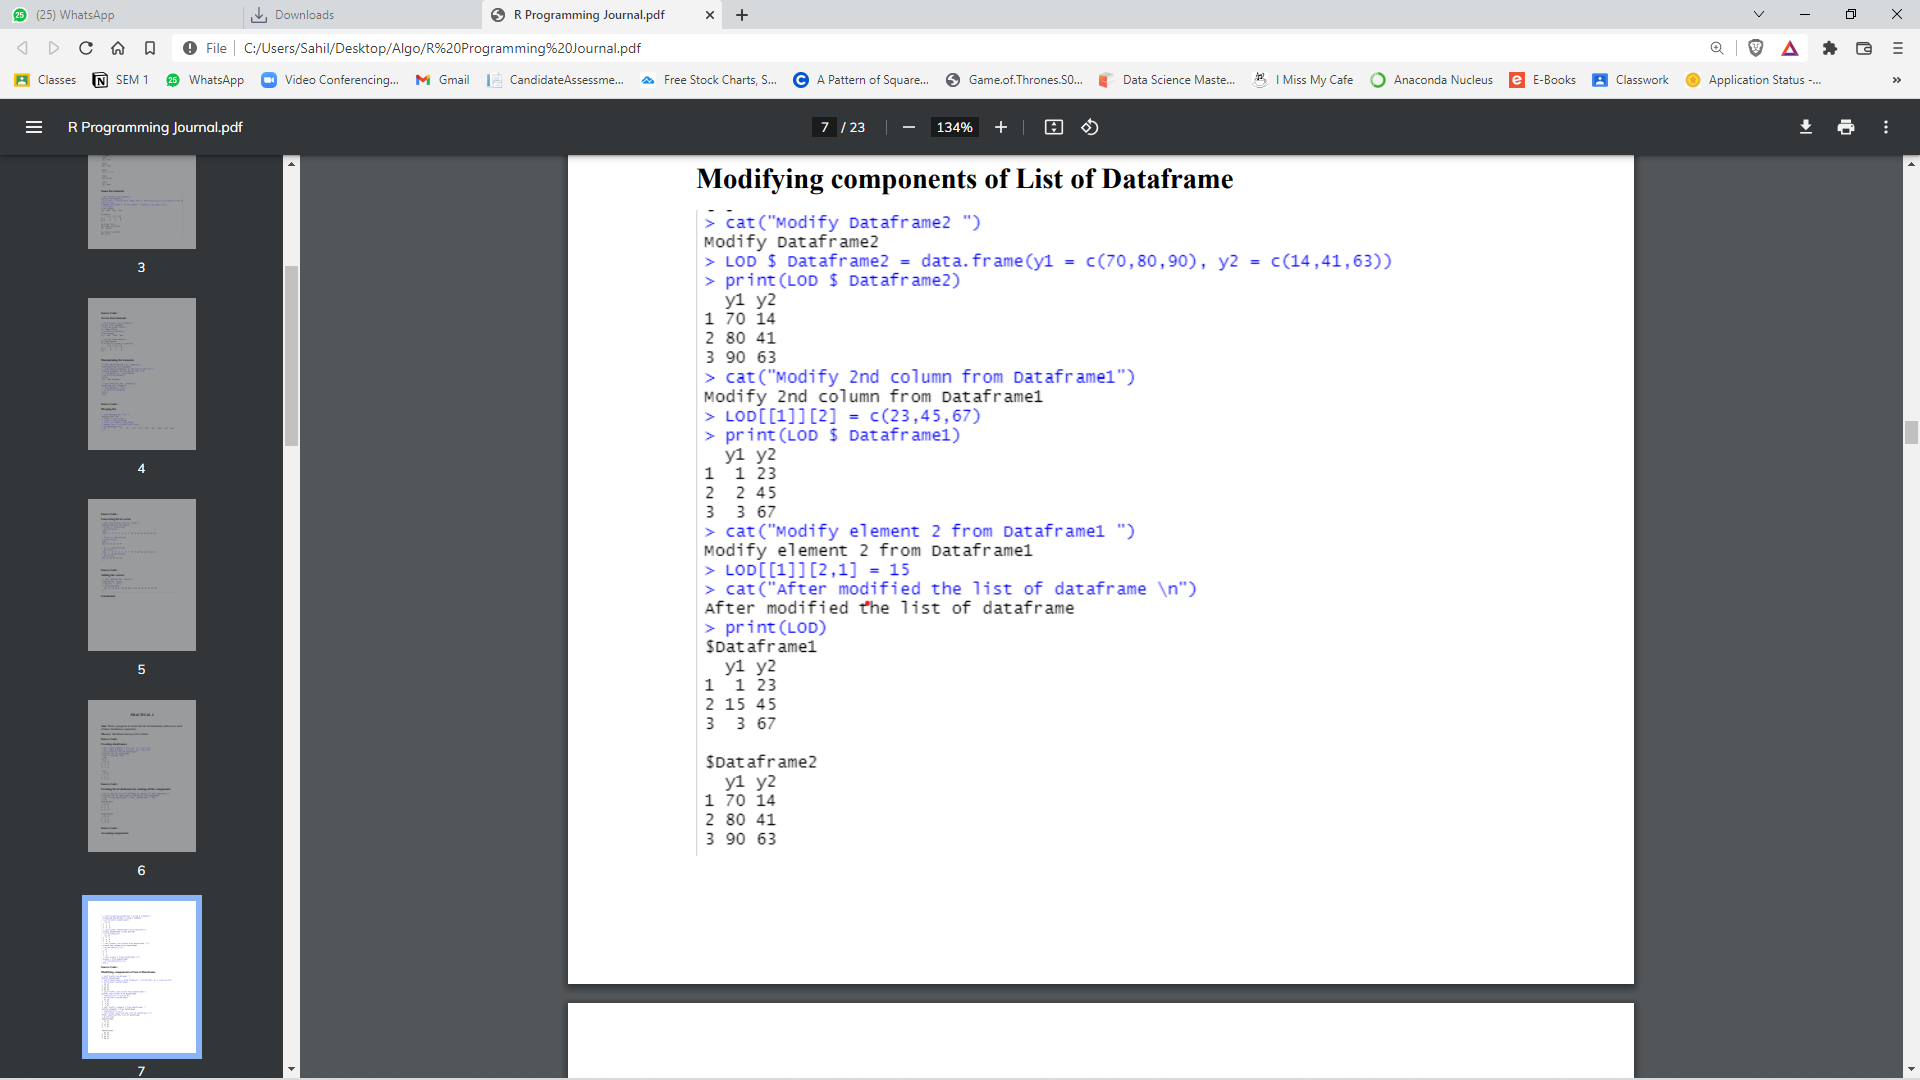 (25) WhatsApp
Downloads
R Programming Journal.pdf
File
C:/Users/Sahil/Desktop/Algo/R%20Programming%20Journal.pdf
Classes
SEM 1
WhatsApp
Video Conferencing...
Gmail
CandidateAssessme...
Free Stock Charts, S...
A Pattern of Square...
Game.of.Thrones.S0...
Data Science Maste...
I Miss My Cafe
Anaconda Nucleus
E-Books
Classwork
Application Status -...
R Programming Journal.pdf
7 / 23
134%
3
4
5
6
7
Modifying components of List of Dataframe
> cat("Modify Dataframe2 ")
Modify Dataframe2
> LOD $ Dataframe2 = data.frame(y1 = c(70,80,90), y2 = c(14,41,63))
> print(LOD $ Dataframe2)
y1 y2
1 70 14
2 80 41
3 90 63
> cat("Modify 2nd column from Dataframe1")
Modify 2nd column from Dataframe1
> LOD[[1]][2] = c(23,45,67)
> print(LOD $ Dataframe1)
y1 y2
1 1 23
2 2 45
3 3 67
> cat("Modify element 2 from Dataframe1 ")
Modify element 2 from Dataframe1
> LOD[[1]][2,1] = 15
> cat("After modified the list of dataframe \n")
After modified the list of dataframe
> print(LOD)
$Dataframe1
y1 y2
1 1 23
2 15 45
3 3 67
$Dataframe2
y1 y2
1 70 14
2 80 41
3 90 63